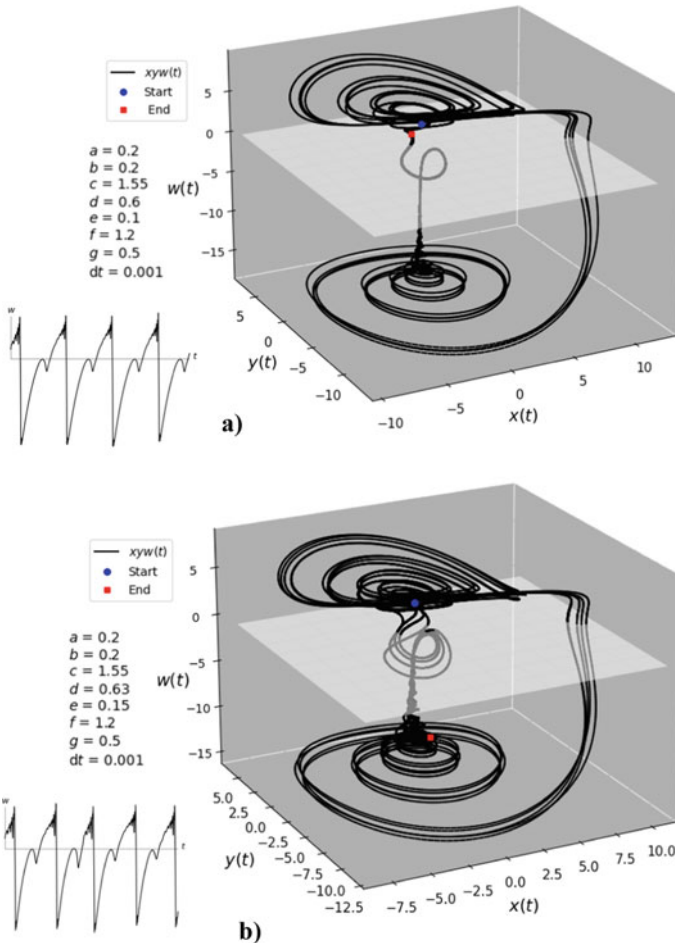 xyw(t)
Start
End
a = 0.2
b = 0.2
c = 1.55
d = 0.6
e = 0.1
f = 1.2
g = 0.5
dt = 0.001
w(t)
5
0
−5
−10
−15
5
0
−5
−10
y(t)
−10
−5
0
5
10
x(t)
w
t
a)
xyw(t)
Start
End
a = 0.2
b = 0.2
c = 1.55
d = 0.63
e = 0.15
f = 1.2
g = 0.5
dt = 0.001
w(t)
5
0
−5
−10
−15
5.0
2.5
0.0
−2.5
−5.0
−7.5
−10.0
−12.5
y(t)
−7.5
−5.0
−2.5
0.0
2.5
5.0
7.5
10.0
x(t)
w
t
b)